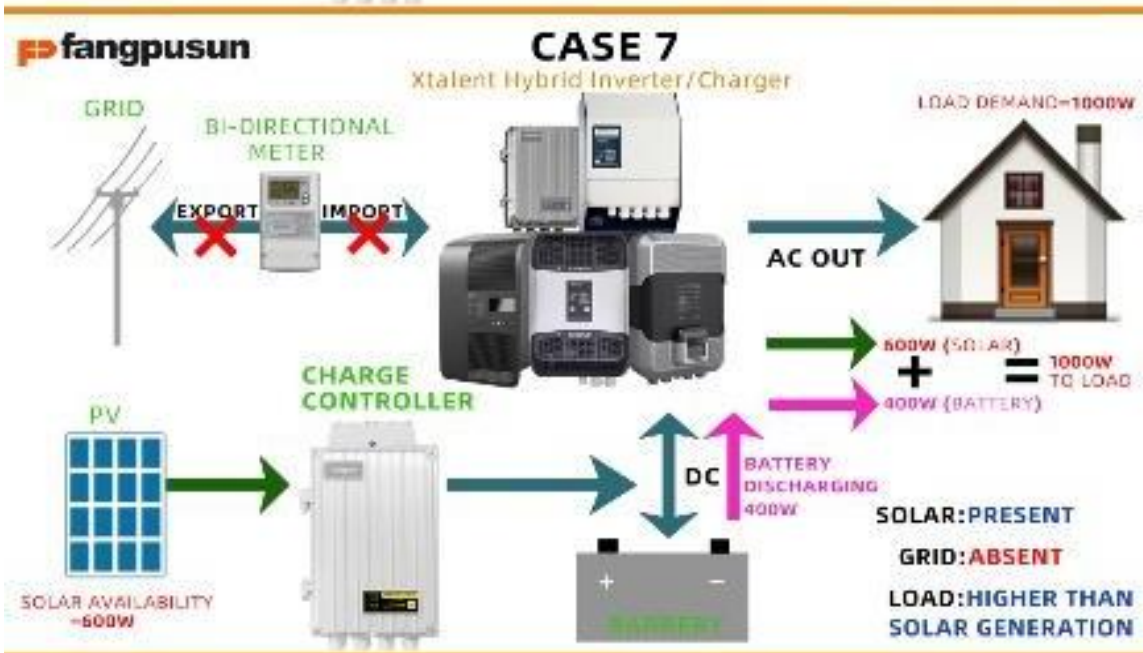 fangpusun
CASE 7
Xtalent Hybrid Inverter/Charger
GRID
BI-DIRECTIONAL
METER
EXPORT
IMPORT
LOAD DEMAND=1000W
AC OUT
600W (SOLAR)
+
=
1000W
TO LOAD
400W (BATTERY)
CHARGE
CONTROLLER
PV
SOLAR AVAILABILITY
=600W
DC
BATTERY
DISCHARGING
400W
+ −
BATTERY
SOLAR:PRESENT
GRID:ABSENT
LOAD:HIGHER THAN
SOLAR GENERATION